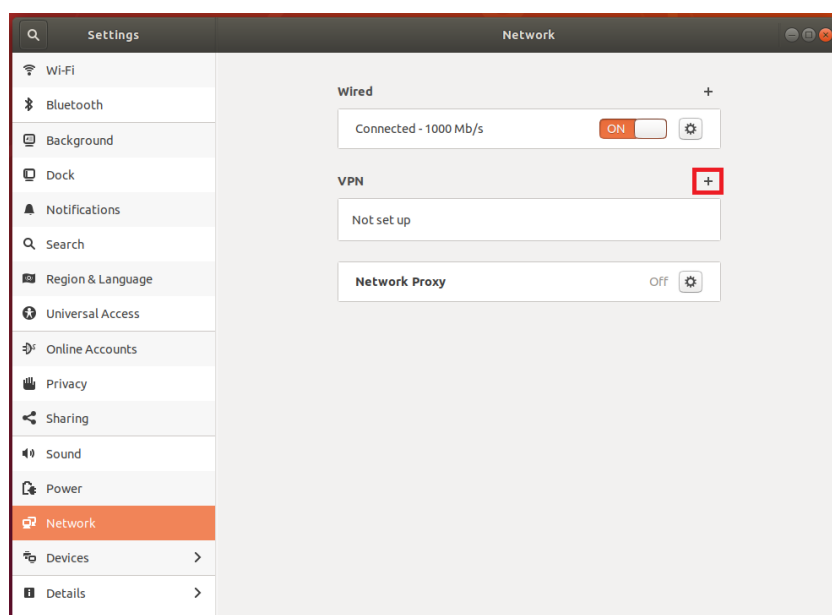 Settings
Network
Wi-Fi
Bluetooth
Background
Dock
Notifications
Search
Region & Language
Universal Access
Online Accounts
Privacy
Sharing
Sound
Power
Network
Devices
Details
Wired +
Connected - 1000 Mb/s ON
VPN +
Not set up
Network Proxy Off